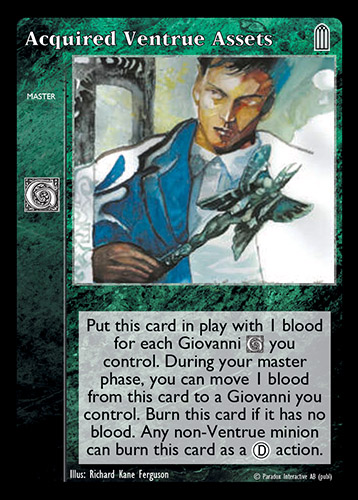 Acquired Ventrue Assets
MASTER
Put this card in play with 1 blood
for each Giovanni you
control. During your master
phase, you can move 1 blood
from this card to a Giovanni you
control. Burn this card if it has no
blood. Any non-Ventrue minion
can burn this card as a D action.
Illus: Richard Kane Ferguson
© Paradox Interactive AB (publ)